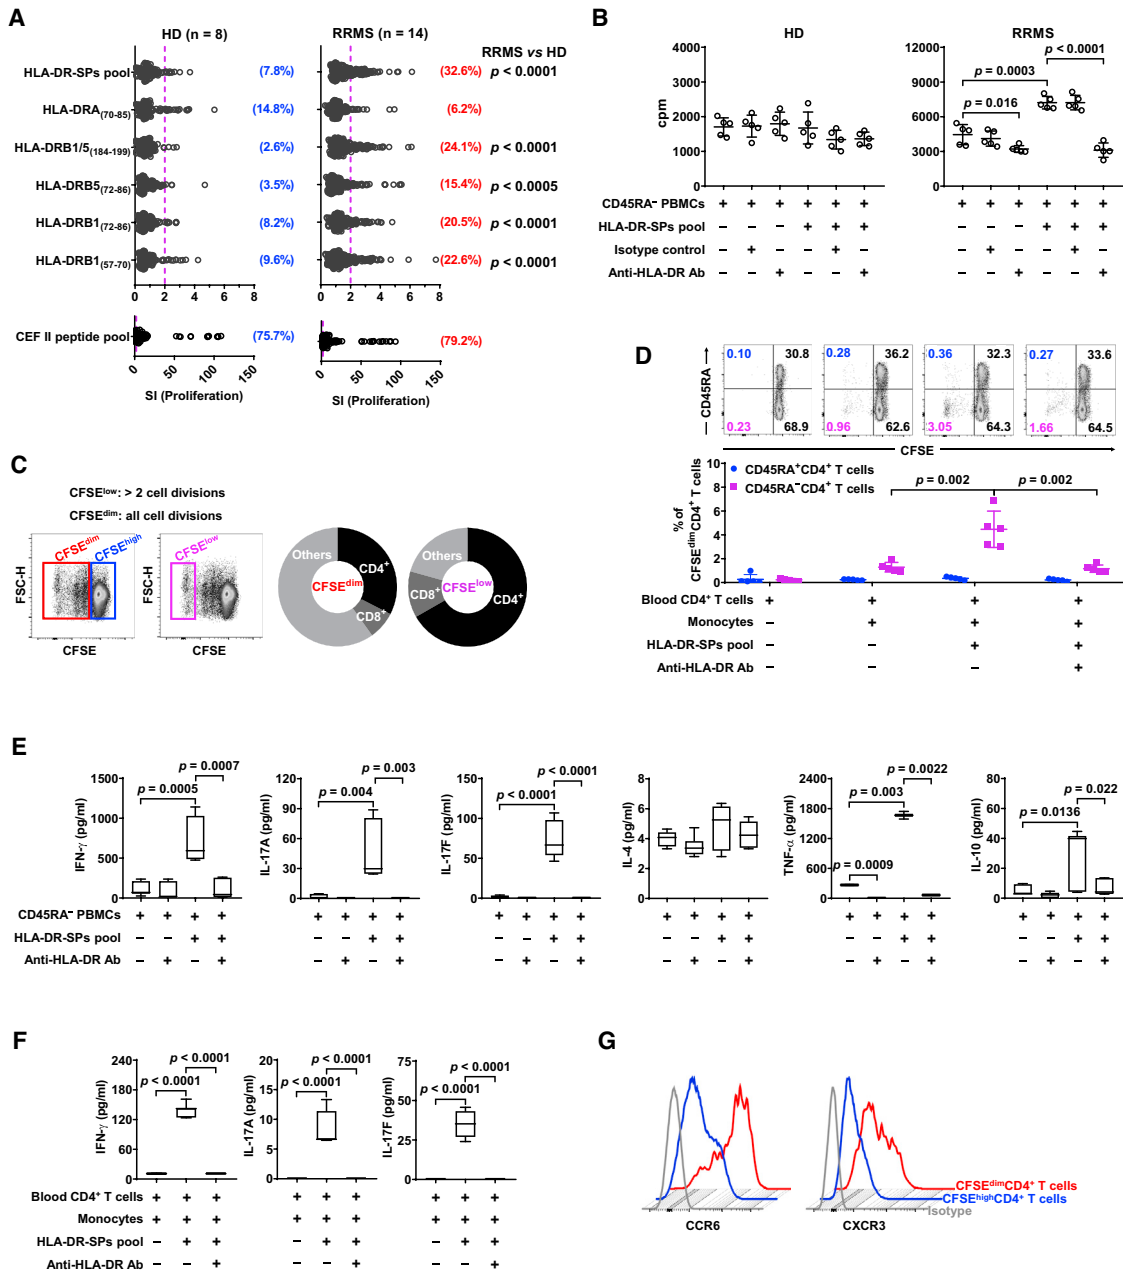 A
HD (n = 8)
RRMS (n = 14)
RRMS vs HD
HLA-DR-SPs pool (7.8%) (32.6%) p < 0.0001
HLA-DRA(70-85) (14.8%) (6.2%)
HLA-DRB1/5(184-199) (2.6%) (24.1%) p < 0.0001
HLA-DRB5(72-86) (3.5%) (15.4%) p < 0.0005
HLA-DRB1(72-86) (8.2%) (20.5%) p < 0.0001
HLA-DRB1(57-70) (9.6%) (22.6%) p < 0.0001
0 2 4 6 8 0 2 4 6 8
CEF II peptide pool (75.7%) (79.2%)
0 50 100 150 0 50 100 150
SI (Proliferation) SI (Proliferation)
B
HD
RRMS
cpm
4000
3000
2000
1000
0
12000
9000
6000
3000
0
p < 0.0001
p = 0.0003
p = 0.016
CD45RA⁻ PBMCs + + + + + + + + + + + +
HLA-DR-SPs pool − − − + + + − − − + + +
Isotype control − + − − + − − + − − + −
Anti-HLA-DR Ab − − + − − + − − + − − +
C
CFSElow: > 2 cell divisions
CFSEdim: all cell divisions
CFSEdim CFSEhigh
CFSElow
FSC-H FSC-H
CFSE CFSE
Others CD4+ CD8+ CFSEdim
Others CD8+ CD4+ CFSElow
D
CD45RA
0.10 30.8 0.28 36.2 0.36 32.3 0.27 33.6
0.23 68.9 0.96 62.6 3.05 64.3 1.66 64.5
CFSE
CD45RA+CD4+ T cells
CD45RA−CD4+ T cells
% of
CFSEdimCD4+ T cells
10
8
6
4
2
0
p = 0.002 p = 0.002
Blood CD4+ T cells + + + +
Monocytes − + + +
HLA-DR-SPs pool − − + +
Anti-HLA-DR Ab − − − +
E
IFN-γ (pg/ml)
1500
1000
500
0
p = 0.0007
p = 0.0005
IL-17A (pg/ml)
120
90
60
30
0
p = 0.003
p = 0.004
IL-17F (pg/ml)
150
100
50
0
p < 0.0001
p < 0.0001
IL-4 (pg/ml)
8
6
4
2
0
TNF-α (pg/ml)
2400
1800
1200
600
0
p = 0.0022
p = 0.003
p = 0.0009
IL-10 (pg/ml)
80
60
40
20
0
p = 0.022
p = 0.0136
CD45RA⁻ PBMCs + + + + + + + + + + + + + + + + + + + + + + + +
HLA-DR-SPs pool − − + + − − + + − − + + − − + + − − + + − − + +
Anti-HLA-DR Ab − + − + − + − + − + − + − + − + − + − + − + − +
F
IFN-γ (pg/ml)
240
180
120
60
0
p < 0.0001
p < 0.0001
IL-17A (pg/ml)
20
15
10
5
0
p < 0.0001
p < 0.0001
IL-17F (pg/ml)
75
50
25
0
p < 0.0001
p < 0.0001
Blood CD4+ T cells + + + + + + + + +
Monocytes + + + + + + + + +
HLA-DR-SPs pool − + + − + + − + +
Anti-HLA-DR Ab − − + − − + − − +
G
CFSEdimCD4+ T cells
CFSEhighCD4+ T cells
Isotype
CCR6
CXCR3